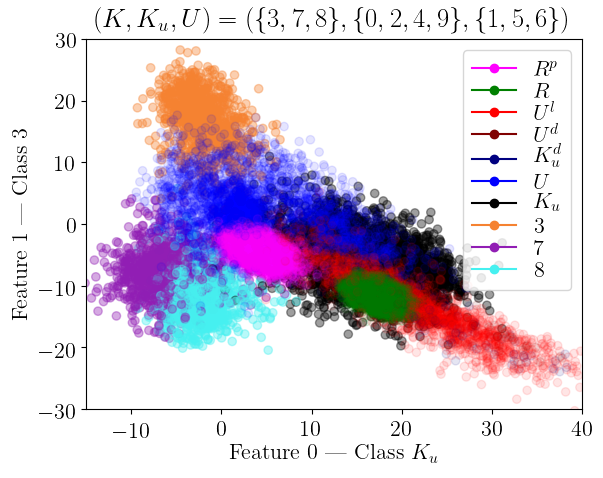 (K, K_u, U) = ({3, 7, 8}, {0, 2, 4, 9}, {1, 5, 6})
30
20
10
0
−10
−20
−30
Feature 1 — Class 3
R^p
R
U^l
U^d
K_u^d
U
K_u
3
7
8
−10
0
10
20
30
40
Feature 0 — Class K_u